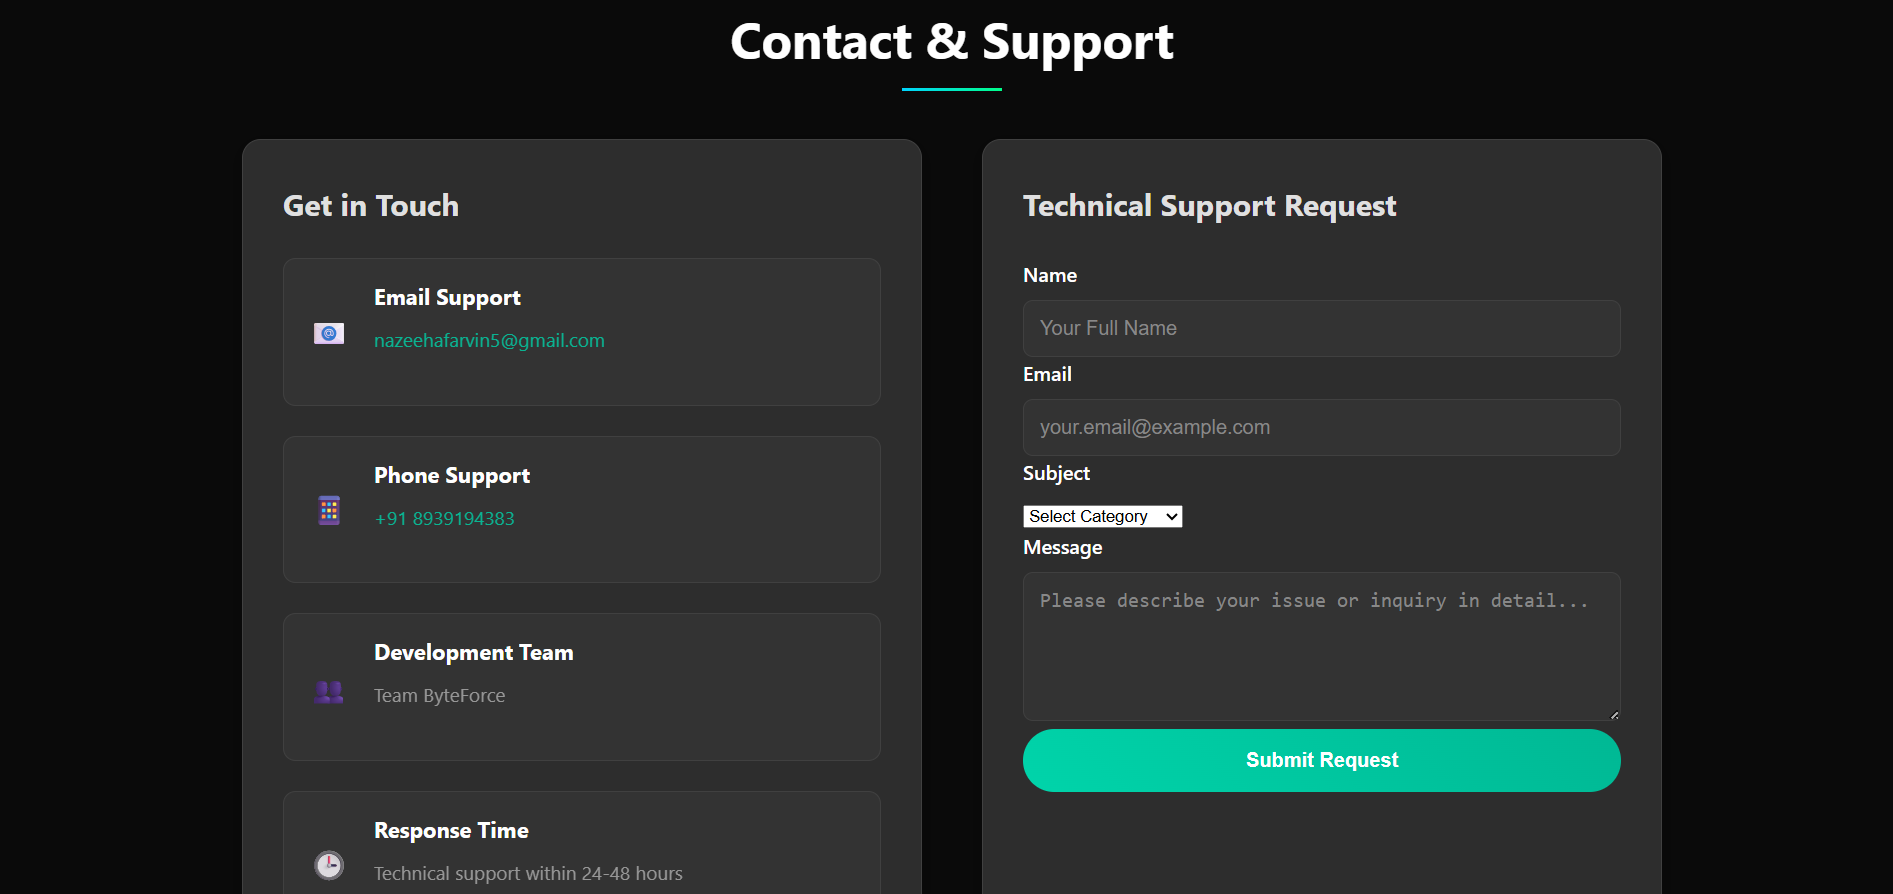 Contact & Support
Get in Touch
Email Support
nazeehafarvin5@gmail.com
Phone Support
+91 8939194383
Development Team
Team ByteForce
Response Time
Technical support within 24-48 hours
Technical Support Request
Name
Your Full Name
Email
your.email@example.com
Subject
Select Category
Message
Please describe your issue or inquiry in detail...
Submit Request